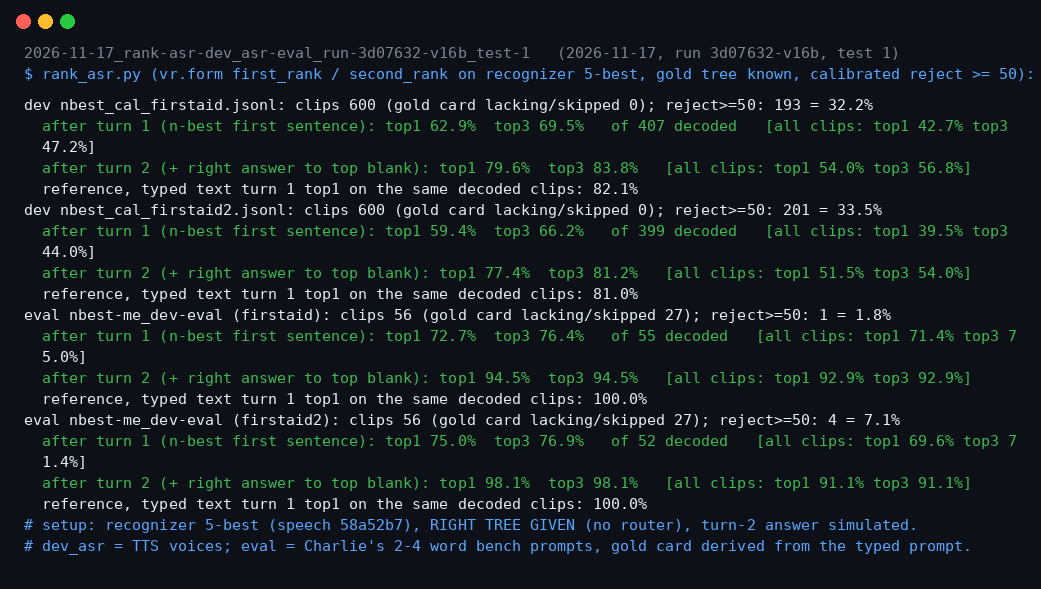 2026-11-17_rank-asr-dev_asr-eval_run-3d07632-v16b_test-1   (2026-11-17, run 3d07632-v16b, test 1)
$ rank_asr.py (vr.form first_rank / second_rank on recognizer 5-best, gold tree known, calibrated reject >= 50):
dev nbest_cal_firstaid.jsonl: clips 600 (gold card lacking/skipped 0); reject>=50: 193 = 32.2%
  after turn 1 (n-best first sentence): top1 62.9%  top3 69.5%   of 407 decoded   [all clips: top1 42.7% top3
  47.2%]
  after turn 2 (+ right answer to top blank): top1 79.6%  top3 83.8%   [all clips: top1 54.0% top3 56.8%]
  reference, typed text turn 1 top1 on the same decoded clips: 82.1%
dev nbest_cal_firstaid2.jsonl: clips 600 (gold card lacking/skipped 0); reject>=50: 201 = 33.5%
  after turn 1 (n-best first sentence): top1 59.4%  top3 66.2%   of 399 decoded   [all clips: top1 39.5% top3
  44.0%]
  after turn 2 (+ right answer to top blank): top1 77.4%  top3 81.2%   [all clips: top1 51.5% top3 54.0%]
  reference, typed text turn 1 top1 on the same decoded clips: 81.0%
eval nbest-me_dev-eval (firstaid): clips 56 (gold card lacking/skipped 27); reject>=50: 1 = 1.8%
  after turn 1 (n-best first sentence): top1 72.7%  top3 76.4%   of 55 decoded   [all clips: top1 71.4% top3 7
  5.0%]
  after turn 2 (+ right answer to top blank): top1 94.5%  top3 94.5%   [all clips: top1 92.9% top3 92.9%]
  reference, typed text turn 1 top1 on the same decoded clips: 100.0%
eval nbest-me_dev-eval (firstaid2): clips 56 (gold card lacking/skipped 27); reject>=50: 4 = 7.1%
  after turn 1 (n-best first sentence): top1 75.0%  top3 76.9%   of 52 decoded   [all clips: top1 69.6% top3 7
  1.4%]
  after turn 2 (+ right answer to top blank): top1 98.1%  top3 98.1%   [all clips: top1 91.1% top3 91.1%]
  reference, typed text turn 1 top1 on the same decoded clips: 100.0%
# setup: recognizer 5-best (speech 58a52b7), RIGHT TREE GIVEN (no router), turn-2 answer simulated.
# dev_asr = TTS voices; eval = Charlie's 2-4 word bench prompts, gold card derived from the typed prompt.